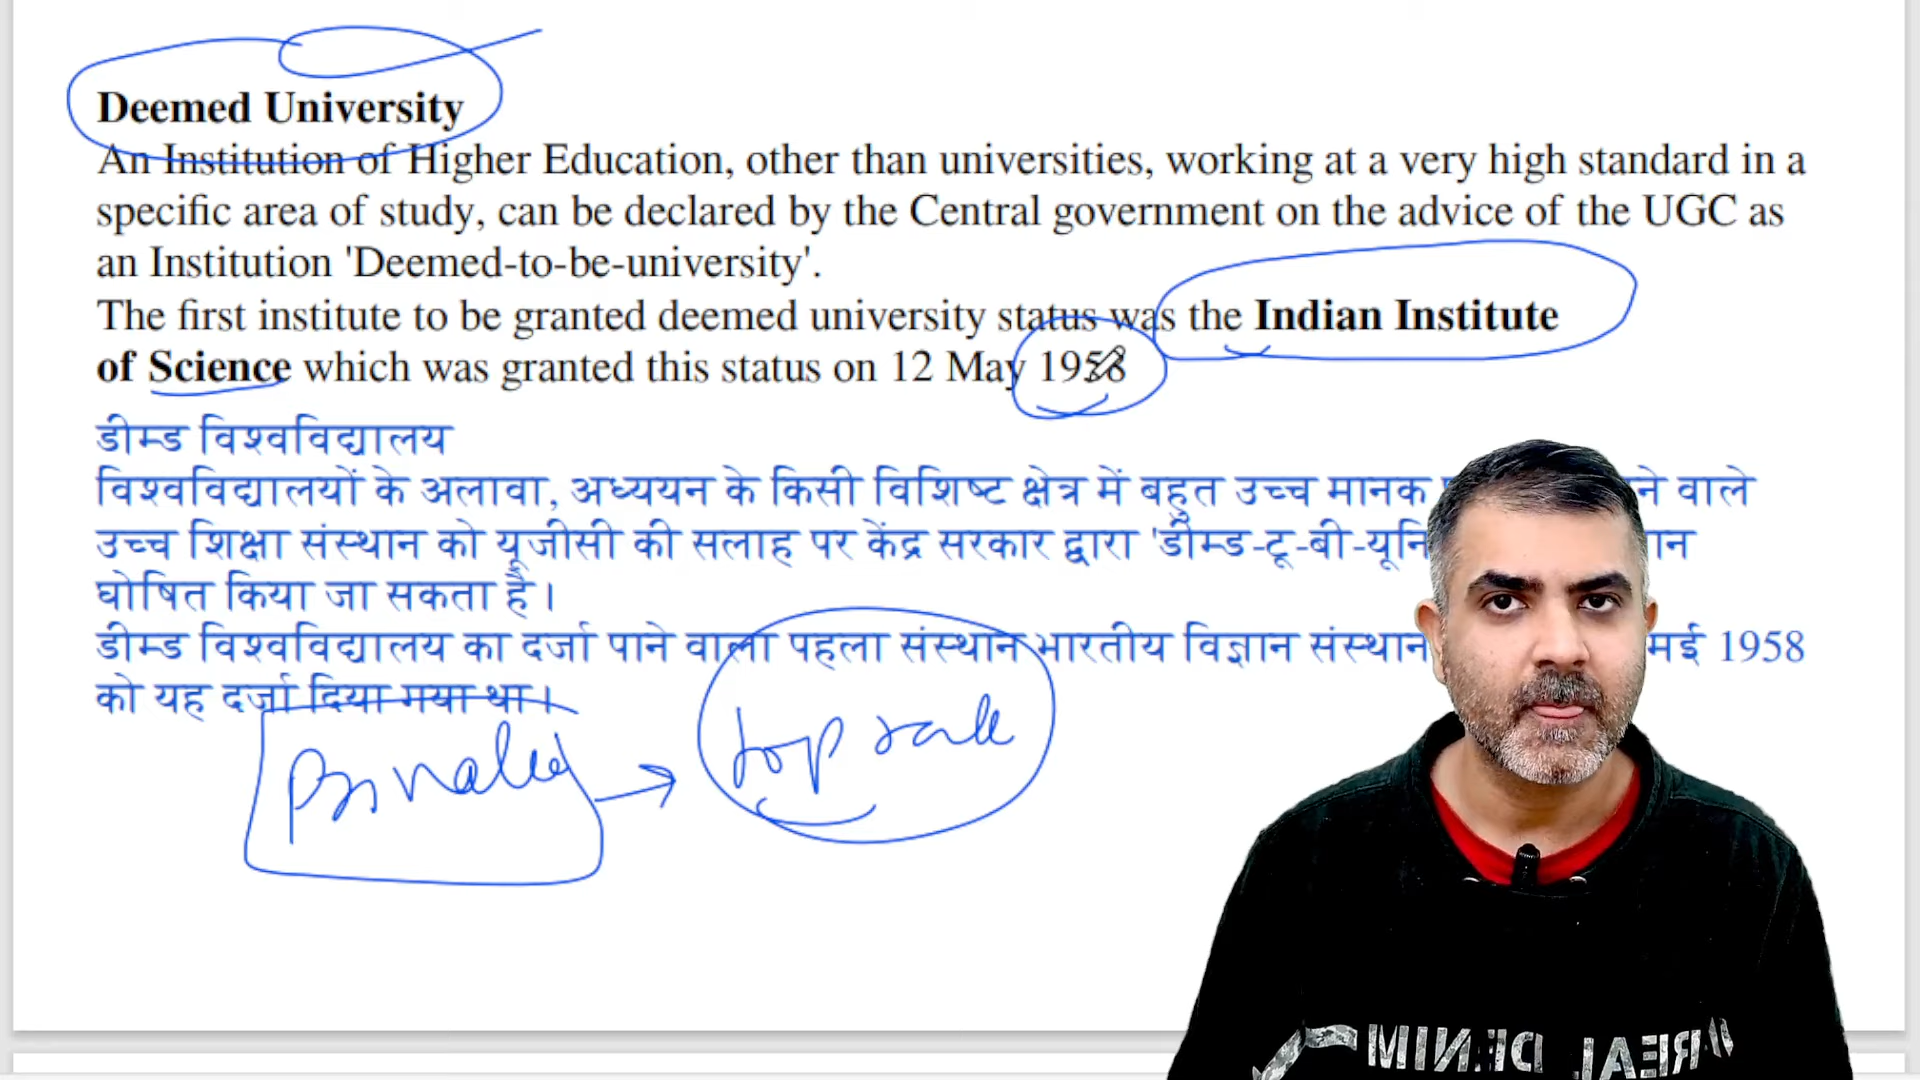 Deemed University
An Institution of Higher Education, other than universities, working at a very high standard in a
specific area of study, can be declared by the Central government on the advice of the UGC as
an Institution 'Deemed-to-be-university'.
The first institute to be granted deemed university status was the Indian Institute
of Science which was granted this status on 12 May 1958
डीम्ड विश्वविद्यालय
विश्वविद्यालयों के अलावा, अध्ययन के किसी विशिष्ट क्षेत्र में बहुत उच्च मानक वाले
उच्च शिक्षा संस्थान को यूजीसी की सलाह पर केंद्र सरकार द्वारा 'डीम्ड-टू-बी-यूनि
घोषित किया जा सकता है।
डीम्ड विश्वविद्यालय का दर्जा पाने वाला पहला संस्थान भारतीय विज्ञान संस्थान मई 1958
को यह दर्जा दिया गया था।
top
REAL DENIM